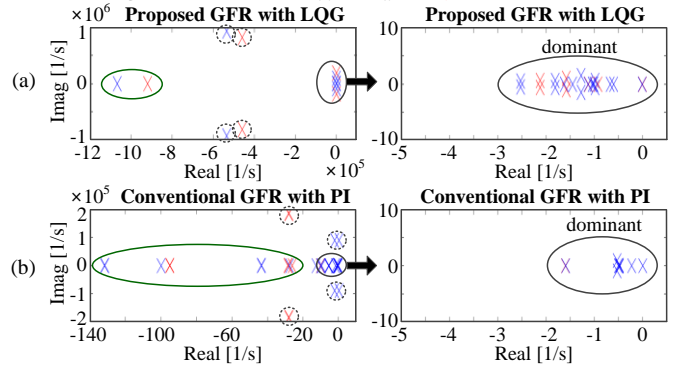 ×10⁶ Proposed GFR with LQG
Proposed GFR with LQG
(a)
Imag [1/s]
1
0
-1
-12 -10 -8 -6 -4 -2 0
Real [1/s]
×10⁵
10
0
-10
dominant
-5 -4 -3 -2 -1 0
Real [1/s]
×10⁵ Conventional GFR with PI
Conventional GFR with PI
(b)
Imag [1/s]
2
1
0
-1
-2
-140 -100 -60 -20 0
Real [1/s]
10
0
-10
dominant
-5 -4 -3 -2 -1 0
Real [1/s]